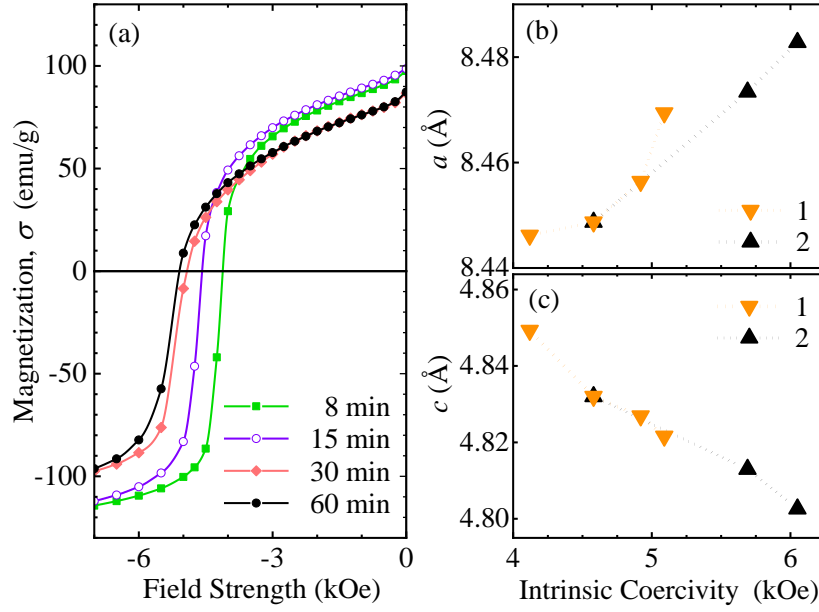 (a)
100
50
0
-50
-100
Magnetization, σ (emu/g)
8 min
15 min
30 min
60 min
-6
-3
0
Field Strength (kOe)
(b)
8.48
8.46
8.44
a (Å)
1
2
(c)
4.86
4.84
4.82
4.80
c (Å)
1
2
4
5
6
Intrinsic Coercivity (kOe)